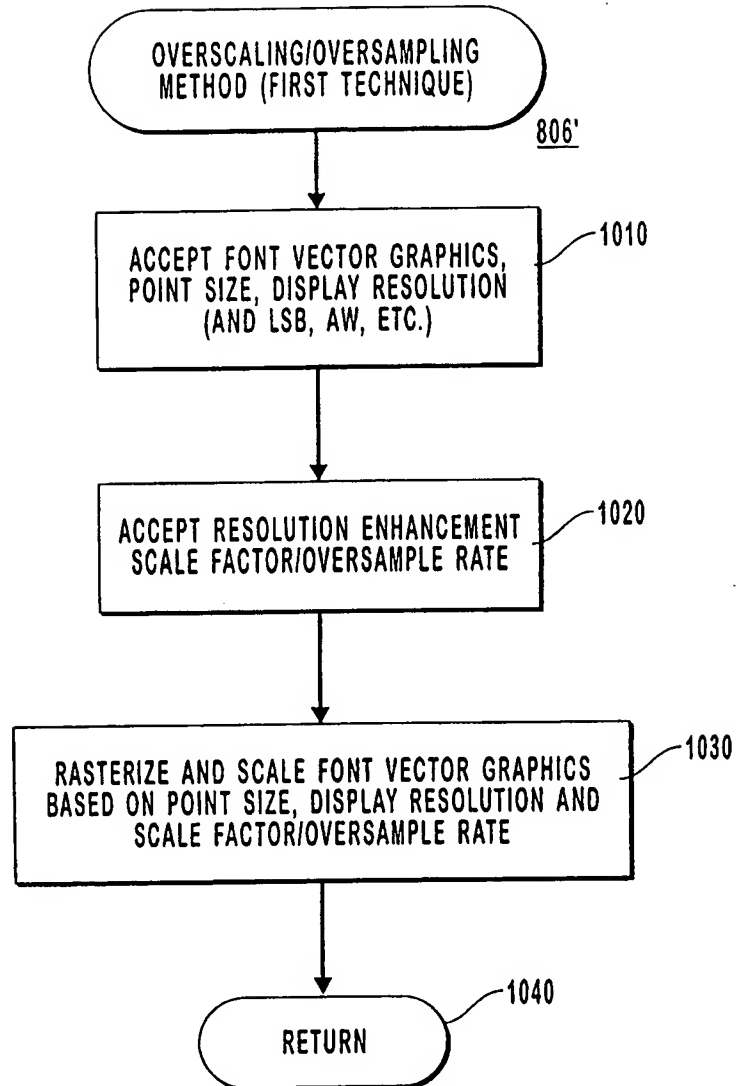 OVERSCALING/OVERSAMPLING
METHOD (FIRST TECHNIQUE)
806'
ACCEPT FONT VECTOR GRAPHICS,
POINT SIZE, DISPLAY RESOLUTION
(AND LSB, AW, ETC.)
1010
ACCEPT RESOLUTION ENHANCEMENT
SCALE FACTOR/OVERSAMPLE RATE
1020
RASTERIZE AND SCALE FONT VECTOR GRAPHICS
BASED ON POINT SIZE, DISPLAY RESOLUTION AND
SCALE FACTOR/OVERSAMPLE RATE
1030
RETURN
1040